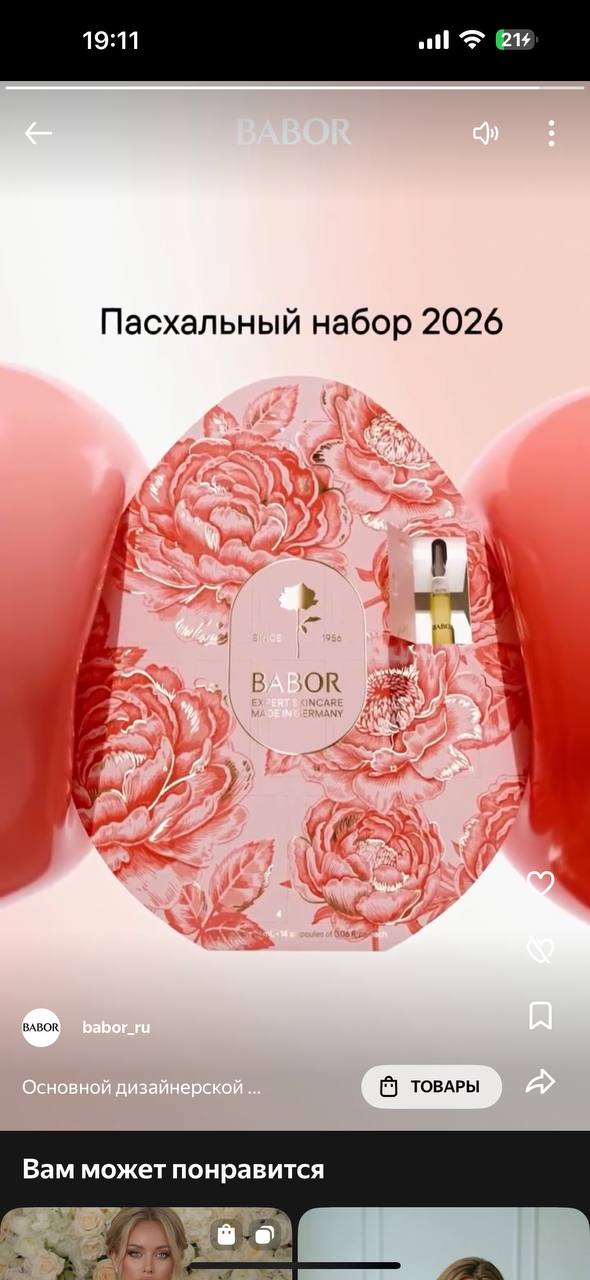 19:11
21
BABOR
Пасхальный набор 2026
SINCE 1956
BABOR
EXPERT SKINCARE
MADE IN GERMANY
4
BABOR
babor_ru
Основной дизайнерской ...
ТОВАРЫ
Вам может понравится